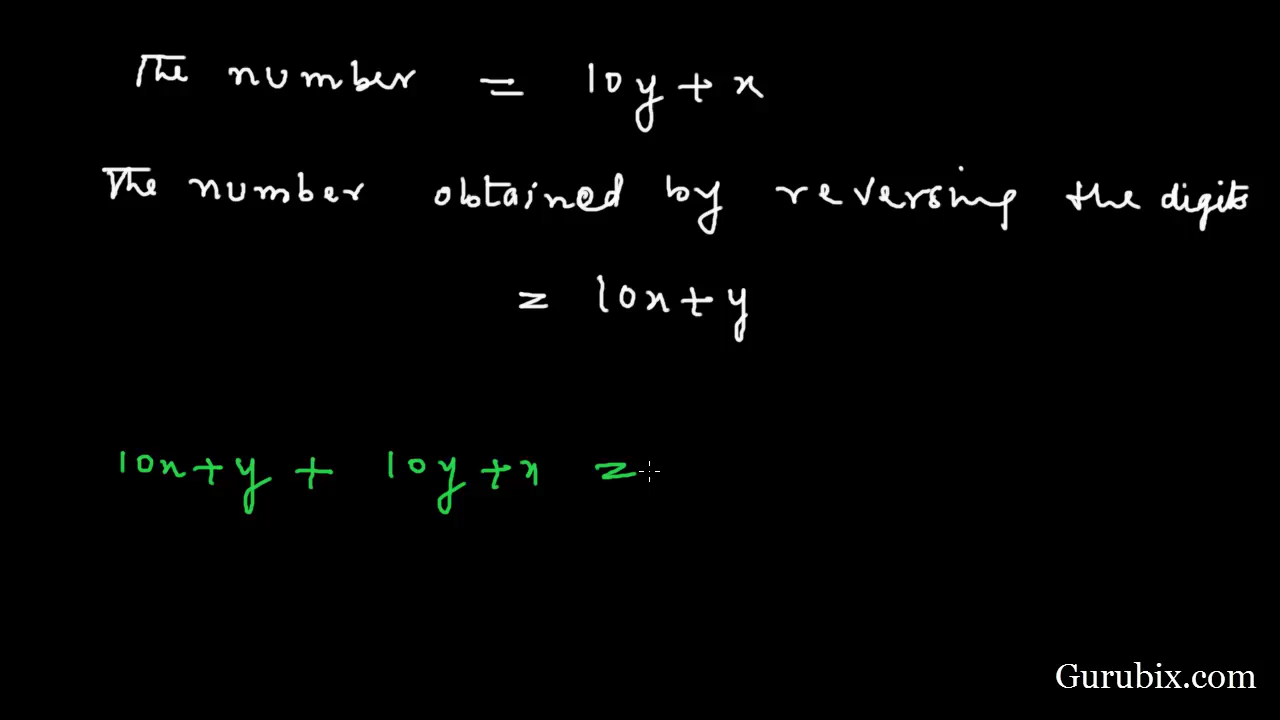 The number = 10y + x
The number obtained by reversing the digits
= 10x + y
10x + y + 10y + x =
Gurubix.com